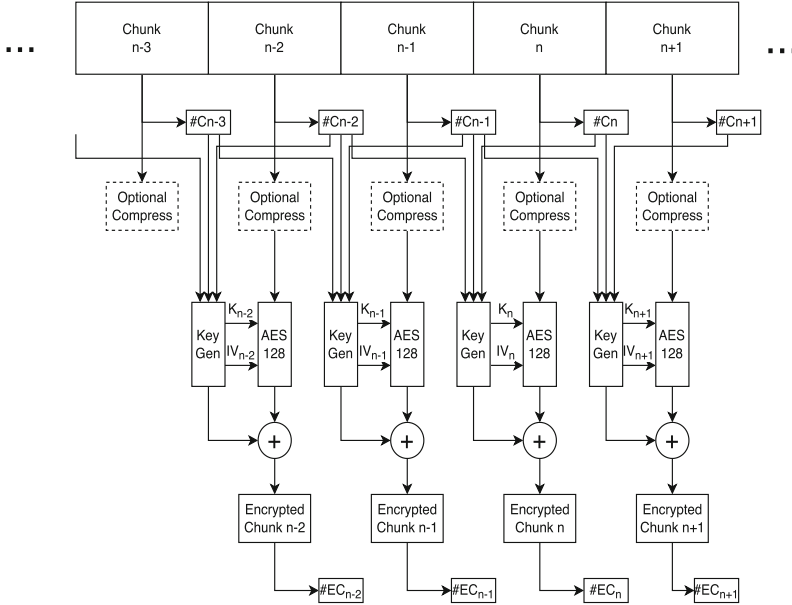 Chunk
n-3
Chunk
n-2
Chunk
n-1
Chunk
n
Chunk
n+1
...
...
#Cn-3
#Cn-2
#Cn-1
#Cn
#Cn+1
Optional
Compress
Optional
Compress
Optional
Compress
Optional
Compress
Optional
Compress
Key
Gen
Kn-2
IVn-2
AES
128
Key
Gen
Kn-1
IVn-1
AES
128
Key
Gen
Kn
IVn
AES
128
Key
Gen
Kn+1
IVn+1
AES
128
+
+
+
+
Encrypted
Chunk n-2
Encrypted
Chunk n-1
Encrypted
Chunk n
Encrypted
Chunk n+1
#ECn-2
#ECn-1
#ECn
#ECn+1